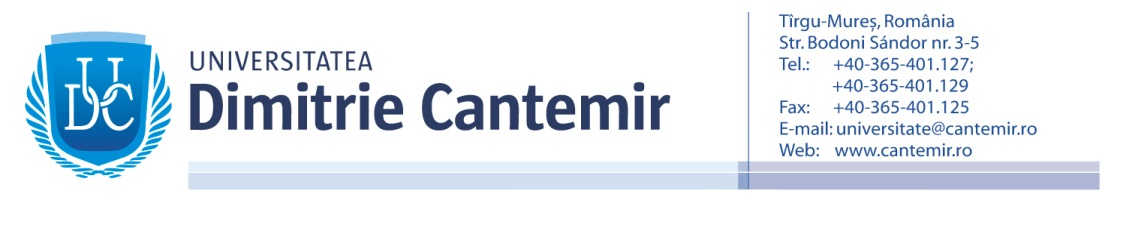 UDC
UNIVERSITATEA
Dimitrie Cantemir
Tîrgu-Mureș, România
Str. Bodoni Sándor nr. 3-5
Tel.: +40-365-401.127;
+40-365-401.129
Fax: +40-365-401.125
E-mail: universitate@cantemir.ro
Web: www.cantemir.ro